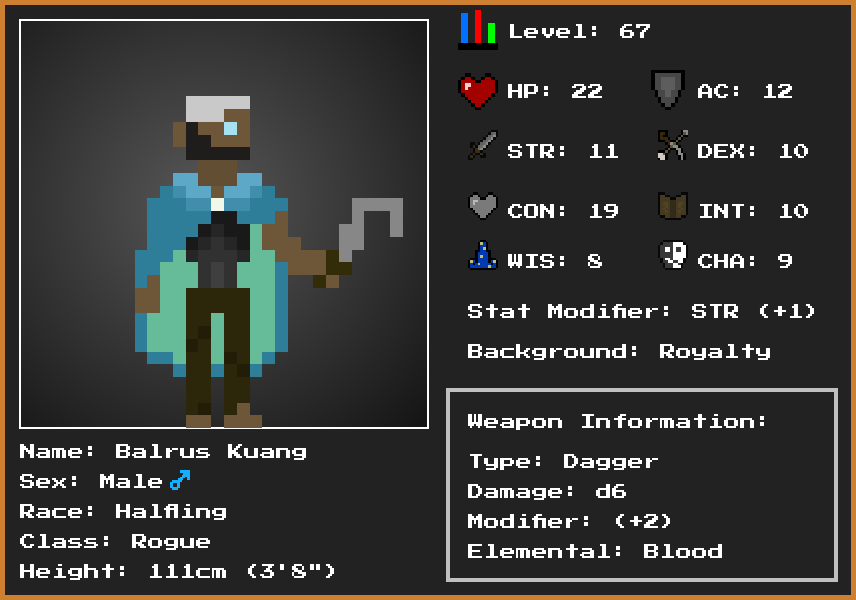 Level: 67
HP: 22
AC: 12
STR: 11
DEX: 10
CON: 19
INT: 10
WIS: 8
CHA: 9
Stat Modifier: STR (+1)
Background: Royalty
Weapon Information:
Type: Dagger
Damage: d6
Modifier: (+2)
Elemental: Blood
Name: Balrus Kuang
Sex: Male ♂
Race: Halfling
Class: Rogue
Height: 111cm (3'8")